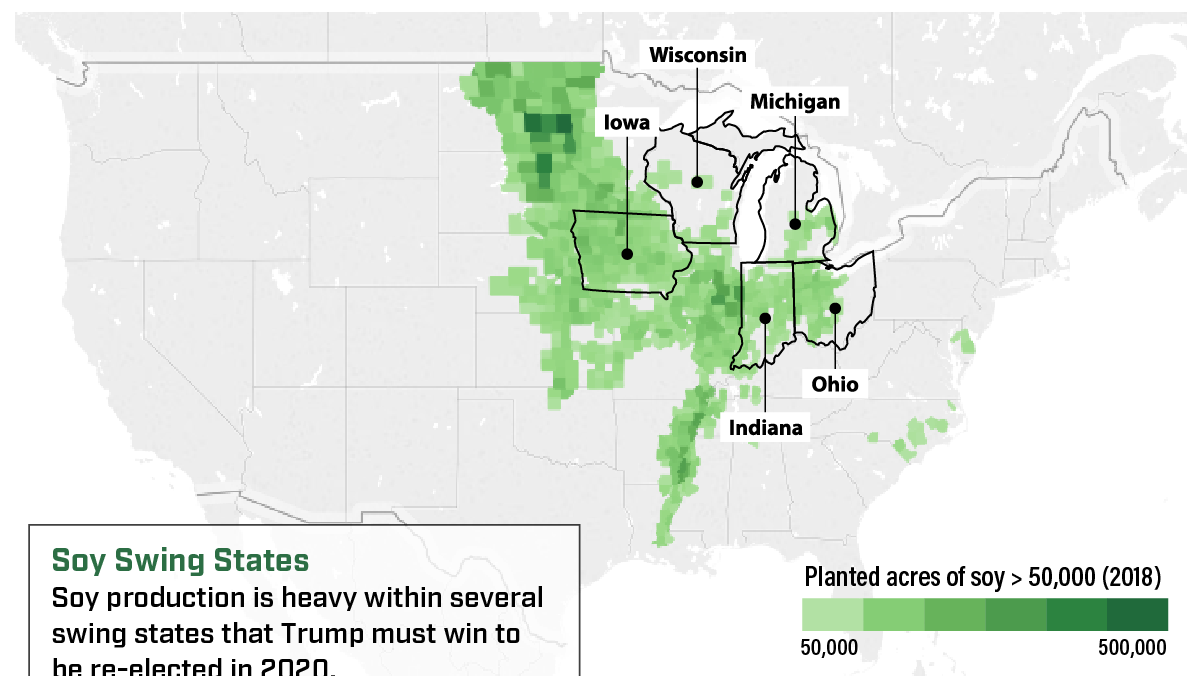 Wisconsin
Michigan
Iowa
Ohio
Indiana
Soy Swing States
Soy production is heavy within several
swing states that Trump must win to
be re-elected in 2020.
Planted acres of soy > 50,000 (2018)
50,000
500,000